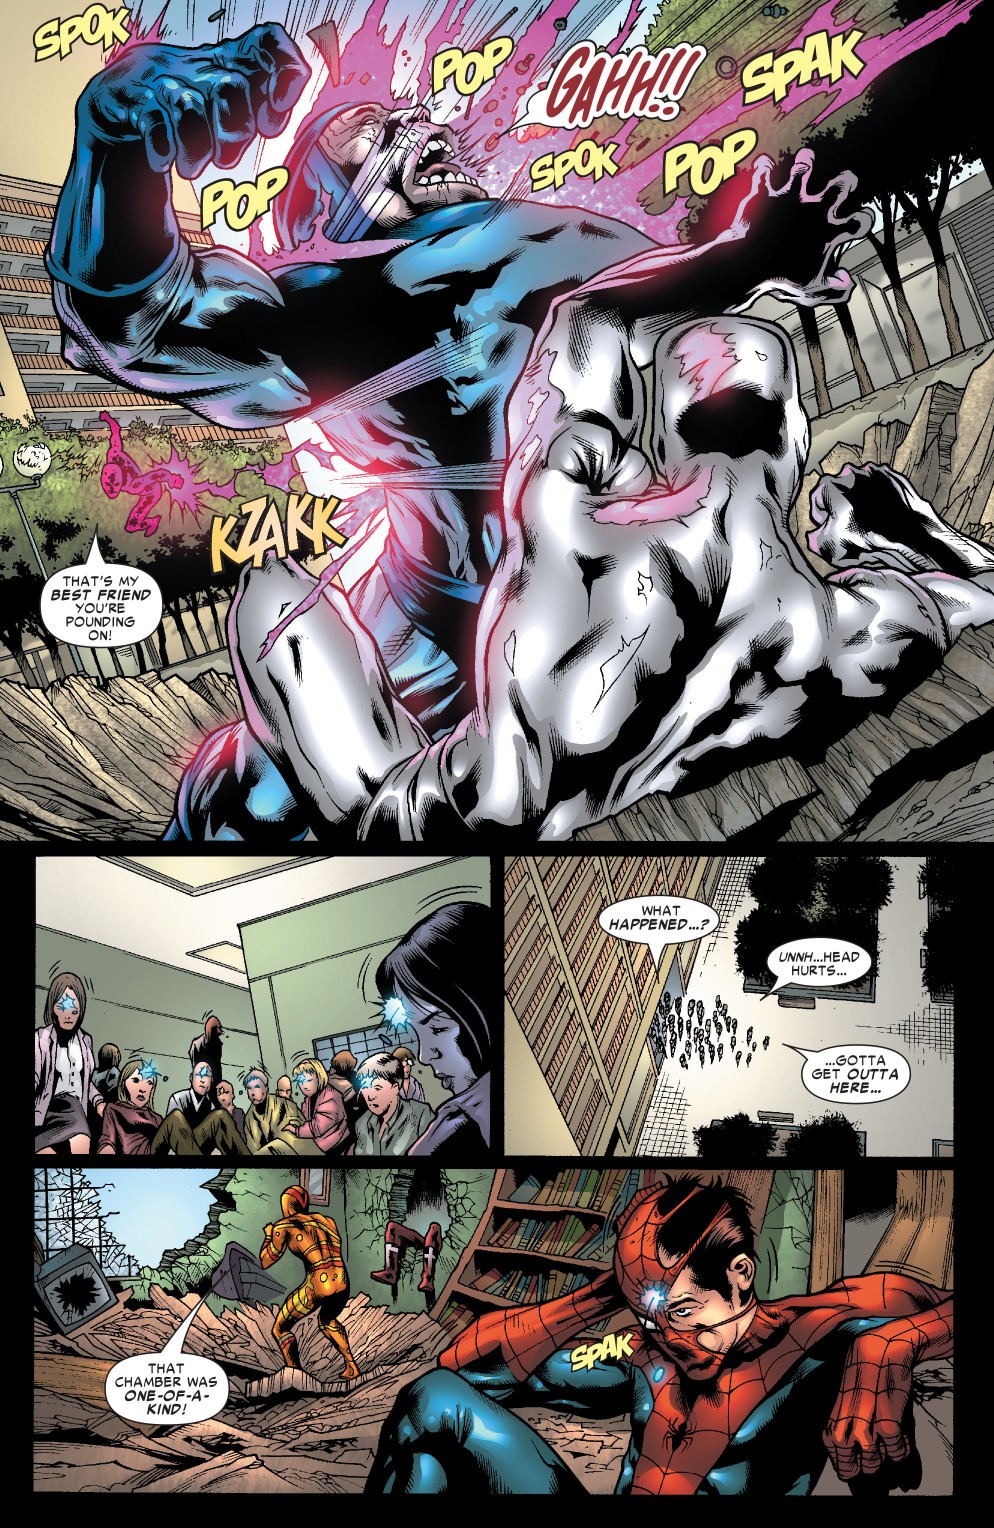 SPOK
POP
GAHH!!
SPAK
POP
SPOK
POP
KZAKK
THAT'S MY
BEST FRIEND
YOU'RE
POUNDING
ON!
WHAT
HAPPENED...?
UNNH...HEAD
HURTS...
...GOTTA
GET OUTTA
HERE...
THAT
CHAMBER WAS
ONE-OF-A-
KIND!
SPAK